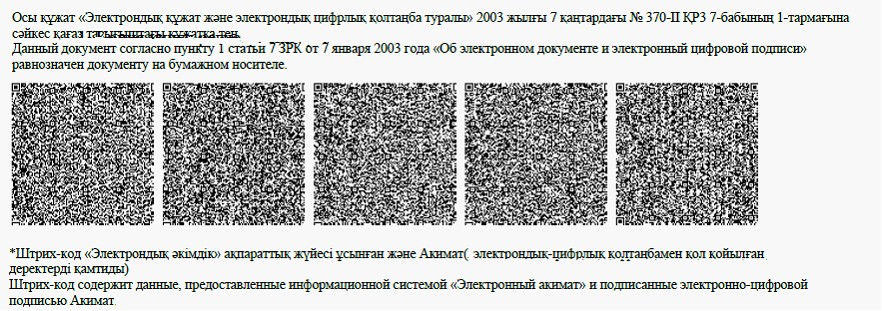 Осы құжат «Электрондық құжат және электрондық цифрлық қолтаңба туралы» 2003 жылғы 7 қаңтардағы № 370-II ҚРЗ 7-бабының 1-тармағына
сәйкес қағаз
Данный документ согласно пункту 1 статьи 7 ЗРК от 7 января 2003 года «Об электронном документе и электронный цифровой подписи»
равнозначен документу на бумажном носителе.
*Штрих-код «Электрондық әкімдік» ақпараттық жүйесі ұсынған және Акимат( электрондық-цифрлық қолтаңбамен қол қойылған
деректерді қамтиды)
Штрих-код содержит данные, предоставленные информационной системой «Электронный акимат» и подписанные электронно-цифровой
подписью Акимат.